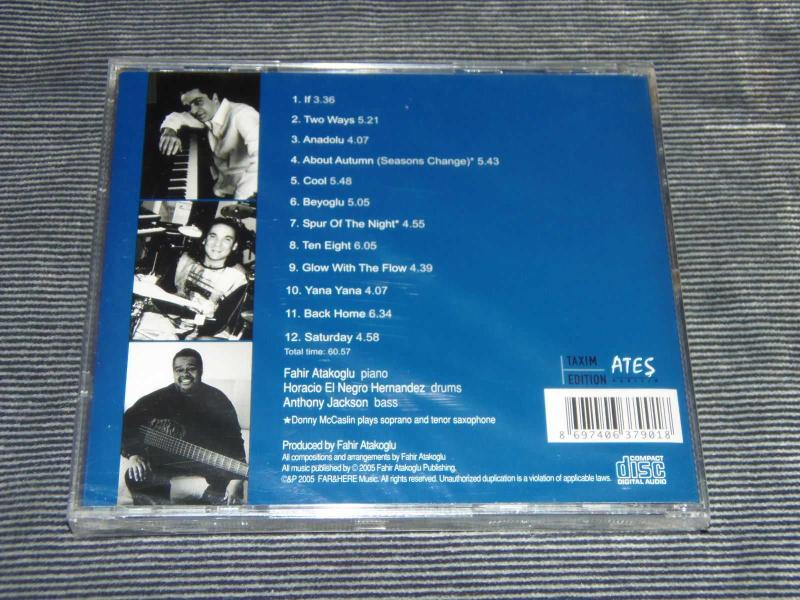 1. If 3.36
2. Two Ways 5.21
3. Anadolu 4.07
4. About Autumn (Seasons Change)* 5.43
5. Cool 5.48
6. Beyoglu 5.05
7. Spur Of The Night* 4.55
8. Ten Eight 6.05
9. Glow With The Flow 4.39
10. Yana Yana 4.07
11. Back Home 6.34
12. Saturday 4.58
Total time: 60.57
Fahir Atakoglu piano
Horacio El Negro Hernandez drums
Anthony Jackson bass
★Donny McCaslin plays soprano and tenor saxophone
Produced by Fahir Atakoglu
All compositions and arrangements by Fahir Atakoglu
All music published by © 2005 Fahir Atakoglu Publishing.
©&P 2005 FAR&HERE Music. All rights reserved. Unauthorized duplication is a violation of applicable laws.
TAXIM
EDITION
ATEŞ
8 697406 379018
COMPACT
disc
DIGITAL AUDIO